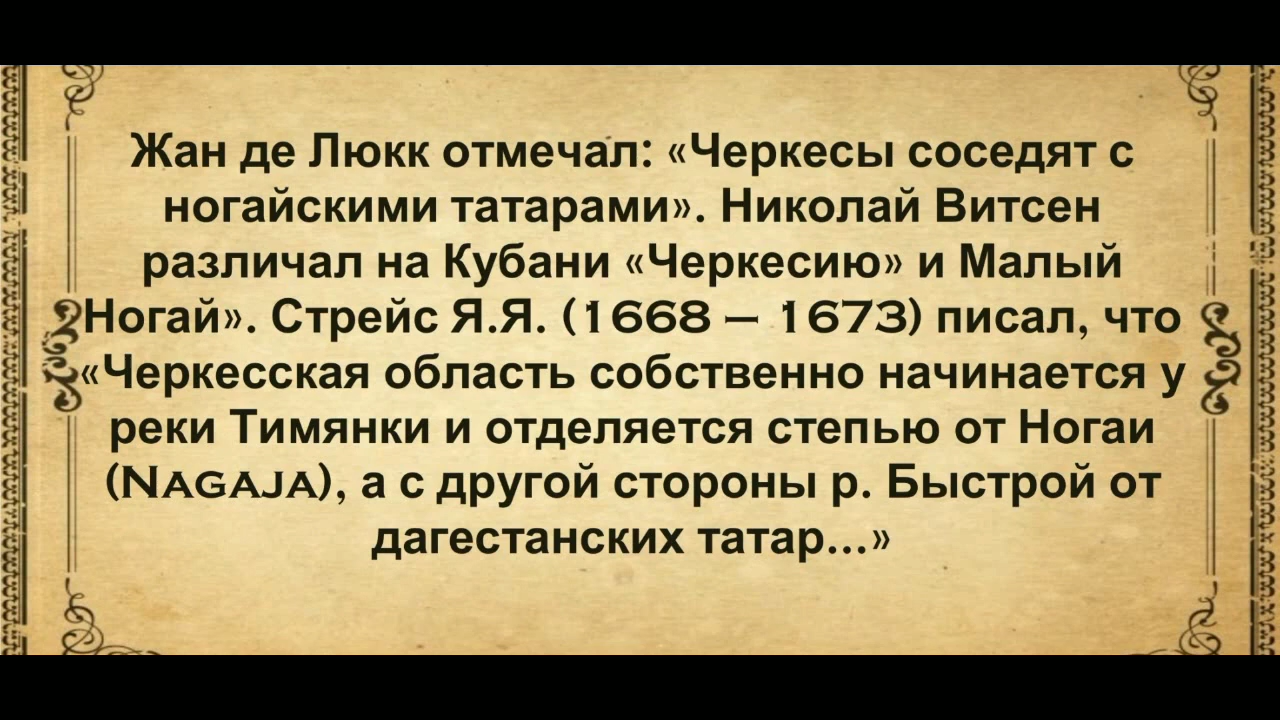 Жан де Люкк отмечал: «Черкесы соседят с
ногайскими татарами». Николай Витсен
различал на Кубани «Черкесию» и Малый
Ногай». Стрейс Я.Я. (1668 – 1673) писал, что
«Черкесская область собственно начинается у
реки Тимянки и отделяется степью от Ногаи
(NAGAJA), а с другой стороны р. Быстрой от
дагестанских татар...»